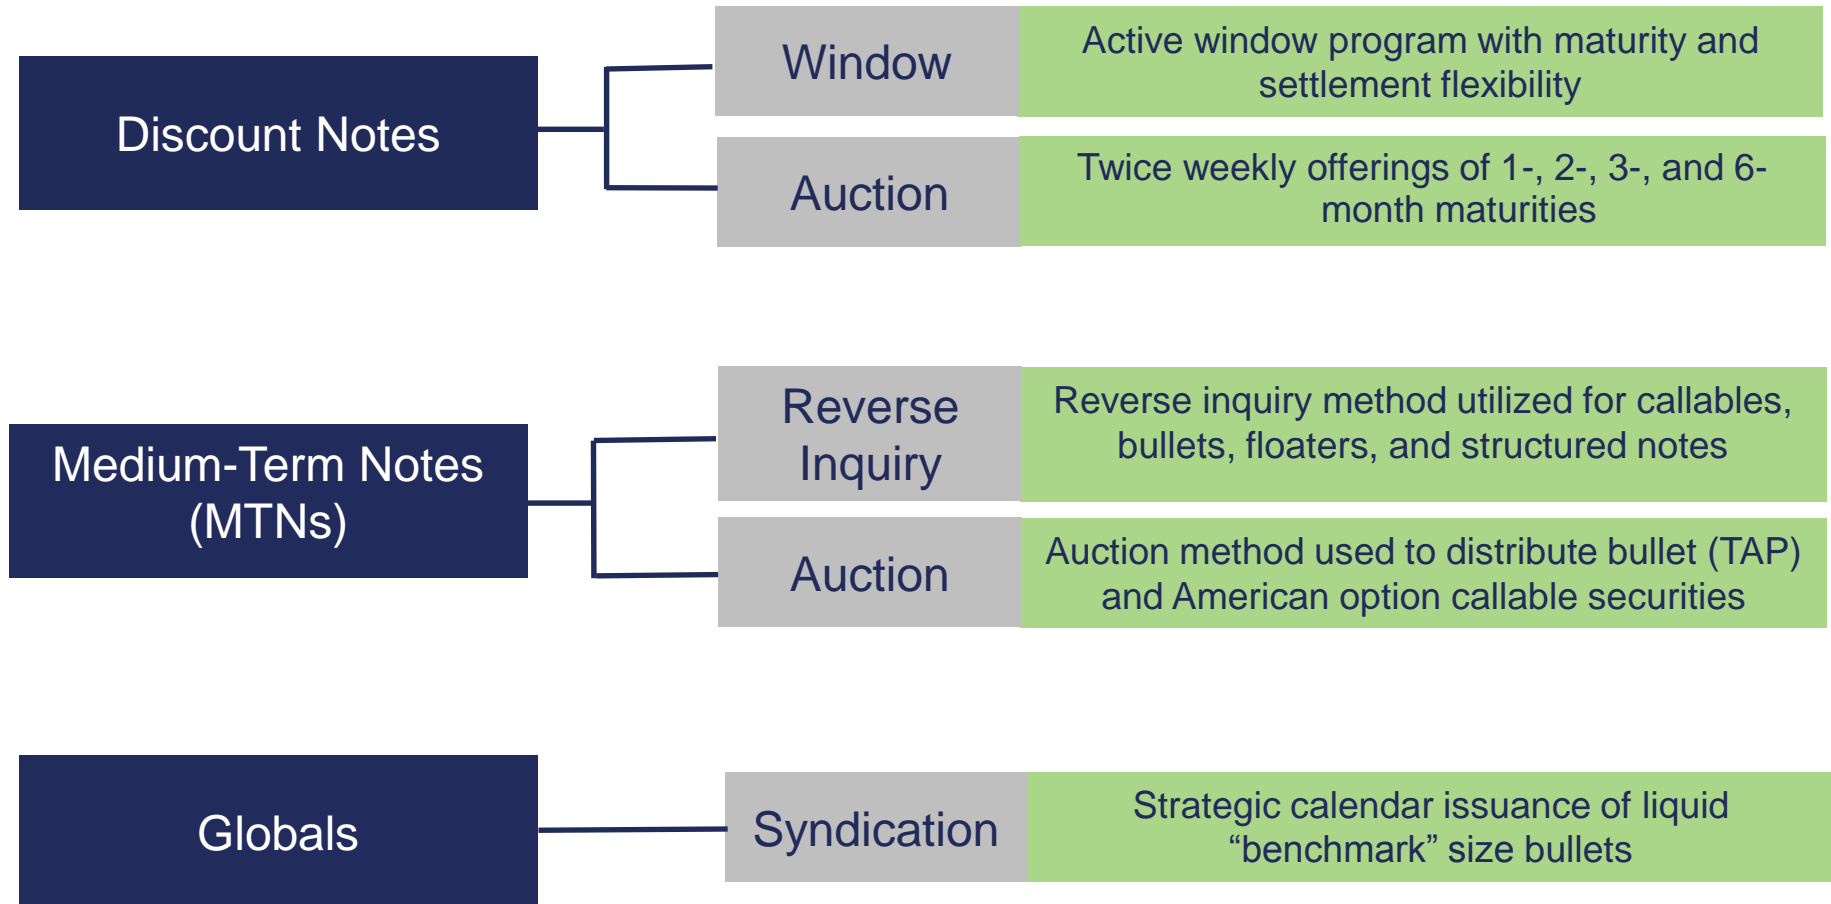 Discount Notes
Window
Active window program with maturity and
settlement flexibility
Auction
Twice weekly offerings of 1-, 2-, 3-, and 6-
month maturities
Medium-Term Notes
(MTNs)
Reverse
Inquiry
Reverse inquiry method utilized for callables,
bullets, floaters, and structured notes
Auction
Auction method used to distribute bullet (TAP)
and American option callable securities
Globals
Syndication
Strategic calendar issuance of liquid
“benchmark” size bullets